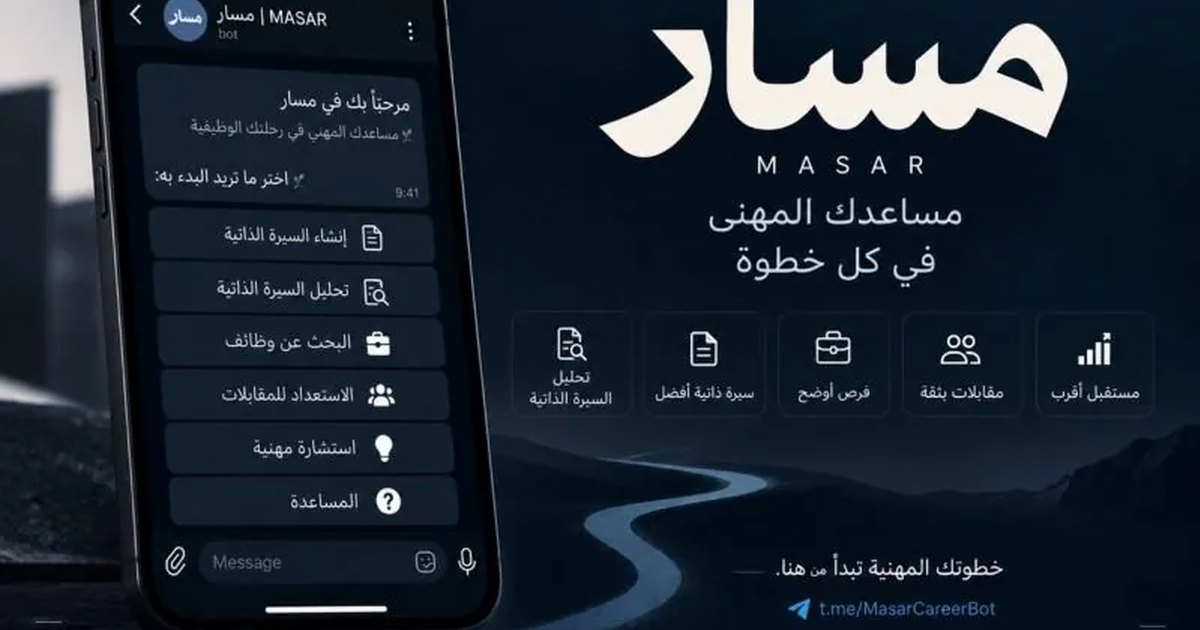 مسار | MASAR
مسار
bot
مرحبًا بك في مسار
مساعدك المهني في رحلتك الوظيفية
اختر ما تريد البدء به:
9:41
إنشاء السيرة الذاتية
تحليل السيرة الذاتية
البحث عن وظائف
الاستعداد للمقابلات
استشارة مهنية
المساعدة
Message
مسار
MASAR
مساعدك المهنى
في كل خطوة
مستقبل أقرب
مقابلات بثقة
فرص أوضح
سيرة ذاتية أفضل
تحليل
السيرة الذاتية
خطوتك المهنية تبدأ من هنا.
t.me/MasarCareerBot